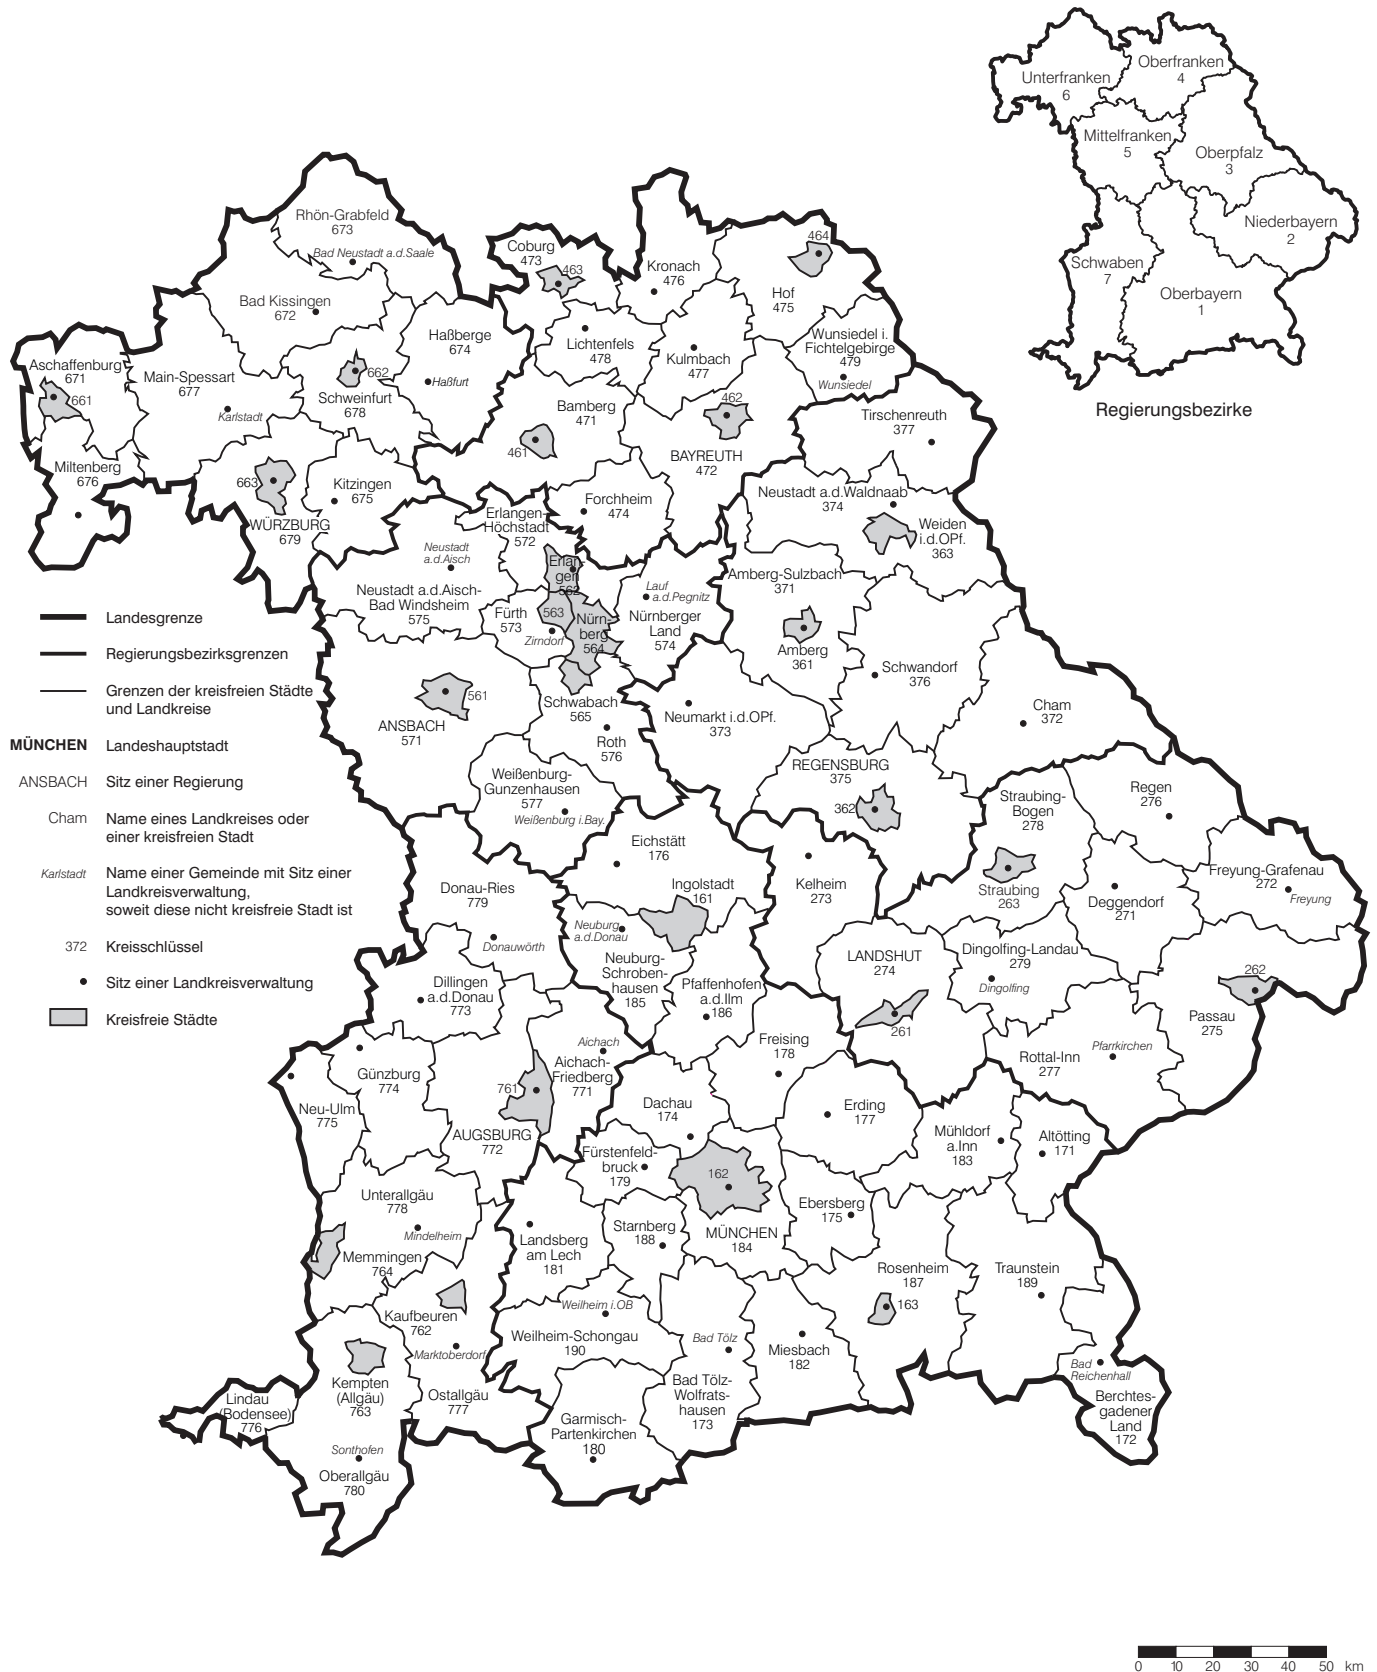 Unterfranken
6
Oberfranken
4
Mittelfranken
5
Oberpfalz
3
Niederbayern
2
Schwaben
7
Oberbayern
1
Regierungsbezirke
Rhön-Grabfeld
673
Bad Neustadt a.d.Saale
Coburg
473
463
Kronach
476
464
Hof
475
Bad Kissingen
672
Haßberge
674
Haßfurt
Lichtenfels
478
Kulmbach
477
Wunsiedel i.
Fichtelgebirge
479
Wunsiedel
Aschaffenburg
671
661
Main-Spessart
677
Karlstadt
662
Schweinfurt
678
Bamberg
471
461
462
BAYREUTH
472
Tirschenreuth
377
Miltenberg
676
663
WÜRZBURG
679
Kitzingen
675
Forchheim
474
Neustadt a.d.Waldnaab
374
Weiden
i.d.OPf.
363
Erlangen-
Höchstadt
572
Neustadt
a.d.Aisch
Neustadt a.d.Aisch-
Bad Windsheim
575
Erlan-
gen
562
Fürth
573
563
Zirndorf
Nürn-
berg
564
Lauf
a.d.Pegnitz
Nürnberger
Land
574
Amberg-Sulzbach
371
Amberg
361
Schwandorf
376
Cham
372
561
ANSBACH
571
Schwabach
565
Roth
576
Neumarkt i.d.OPf.
373
Weißenburg-
Gunzenhausen
577
Weißenburg i.Bay.
REGENSBURG
375
362
Straubing-
Bogen
278
Regen
276
Straubing
263
Freyung-Grafenau
272
Freyung
Deggendorf
271
Eichstätt
176
Ingolstadt
161
Kelheim
273
Donau-Ries
779
Donauwörth
Neuburg
a.d.Donau
Neuburg-
Schroben-
hausen
185
Pfaffenhofen
a.d.Ilm
186
LANDSHUT
274
261
Dingolfing-Landau
279
Dingolfing
262
Passau
275
Rottal-Inn
277
Pfarrkirchen
Dillingen
a.d.Donau
773
Günzburg
774
Neu-Ulm
775
761
AUGSBURG
772
Aichach
Aichach-
Friedberg
771
Freising
178
Dachau
174
Erding
177
Mühldorf
a.Inn
183
Altötting
171
Fürstenfeld-
bruck
179
162
MÜNCHEN
184
Ebersberg
175
Unterallgäu
778
Mindelheim
Memmingen
764
Landsberg
am Lech
181
Starnberg
188
Rosenheim
187
163
Traunstein
189
Kaufbeuren
762
Marktoberdorf
Weilheim i.OB
Weilheim-Schongau
190
Bad Tölz
Bad Tölz-
Wolfrats-
hausen
173
Miesbach
182
Bad
Reichenhall
Berchtes-
gadener
Land
172
Kempten
(Allgäu)
763
Ostallgäu
777
Garmisch-
Partenkirchen
180
Lindau
(Bodensee)
776
Sonthofen
Oberallgäu
780
Landesgrenze
Regierungsbezirksgrenzen
Grenzen der kreisfreien Städte
und Landkreise
MÜNCHEN Landeshauptstadt
ANSBACH Sitz einer Regierung
Cham Name eines Landkreises oder
einer kreisfreien Stadt
Karlstadt Name einer Gemeinde mit Sitz einer
Landkreisverwaltung,
soweit diese nicht kreisfreie Stadt ist
372 Kreisschlüssel
Sitz einer Landkreisverwaltung
Kreisfreie Städte
0 10 20 30 40 50 km